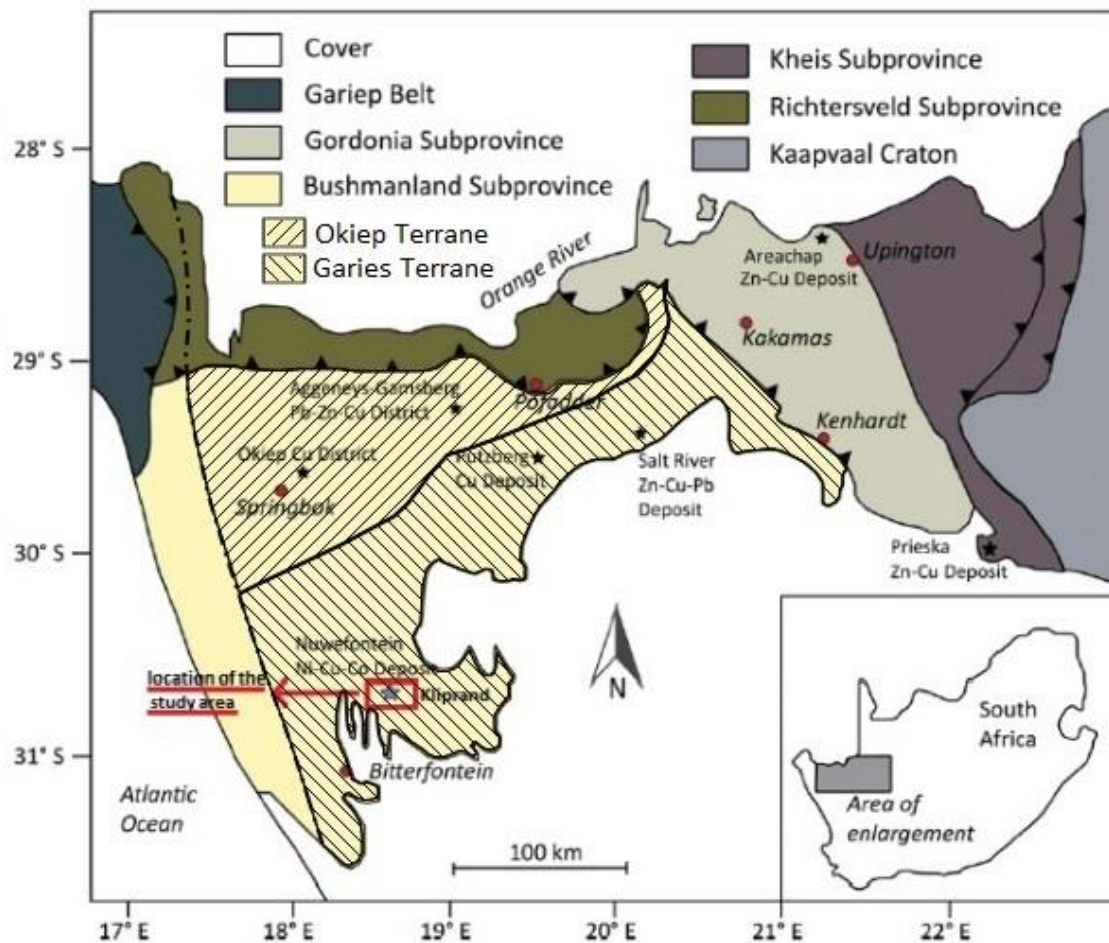 Cover
Gariep Belt
Gordonia Subprovince
Bushmanland Subprovince
Okiep Terrane
Garies Terrane
Kheis Subprovince
Richtersveld Subprovince
Kaapvaal Craton
28° S
29° S
30° S
31° S
Orange River
Areachap
Zn-Cu Deposit
Upington
Kakamas
Kenhardt
Aggeneys-Gamsberg
Pb-Zn-Cu District
Pofadder
Okiep Cu District
Springbok
Putzberg
Cu Deposit
Salt River
Zn-Cu-Pb
Deposit
Prieska
Zn-Cu Deposit
Nuwefontein
Ni-Cu-Co Deposit
location of the
study area
Kliprand
Bitterfontein
N
Atlantic
Ocean
100 km
South
Africa
Area of
enlargement
17° E
18° E
19° E
20° E
21° E
22° E